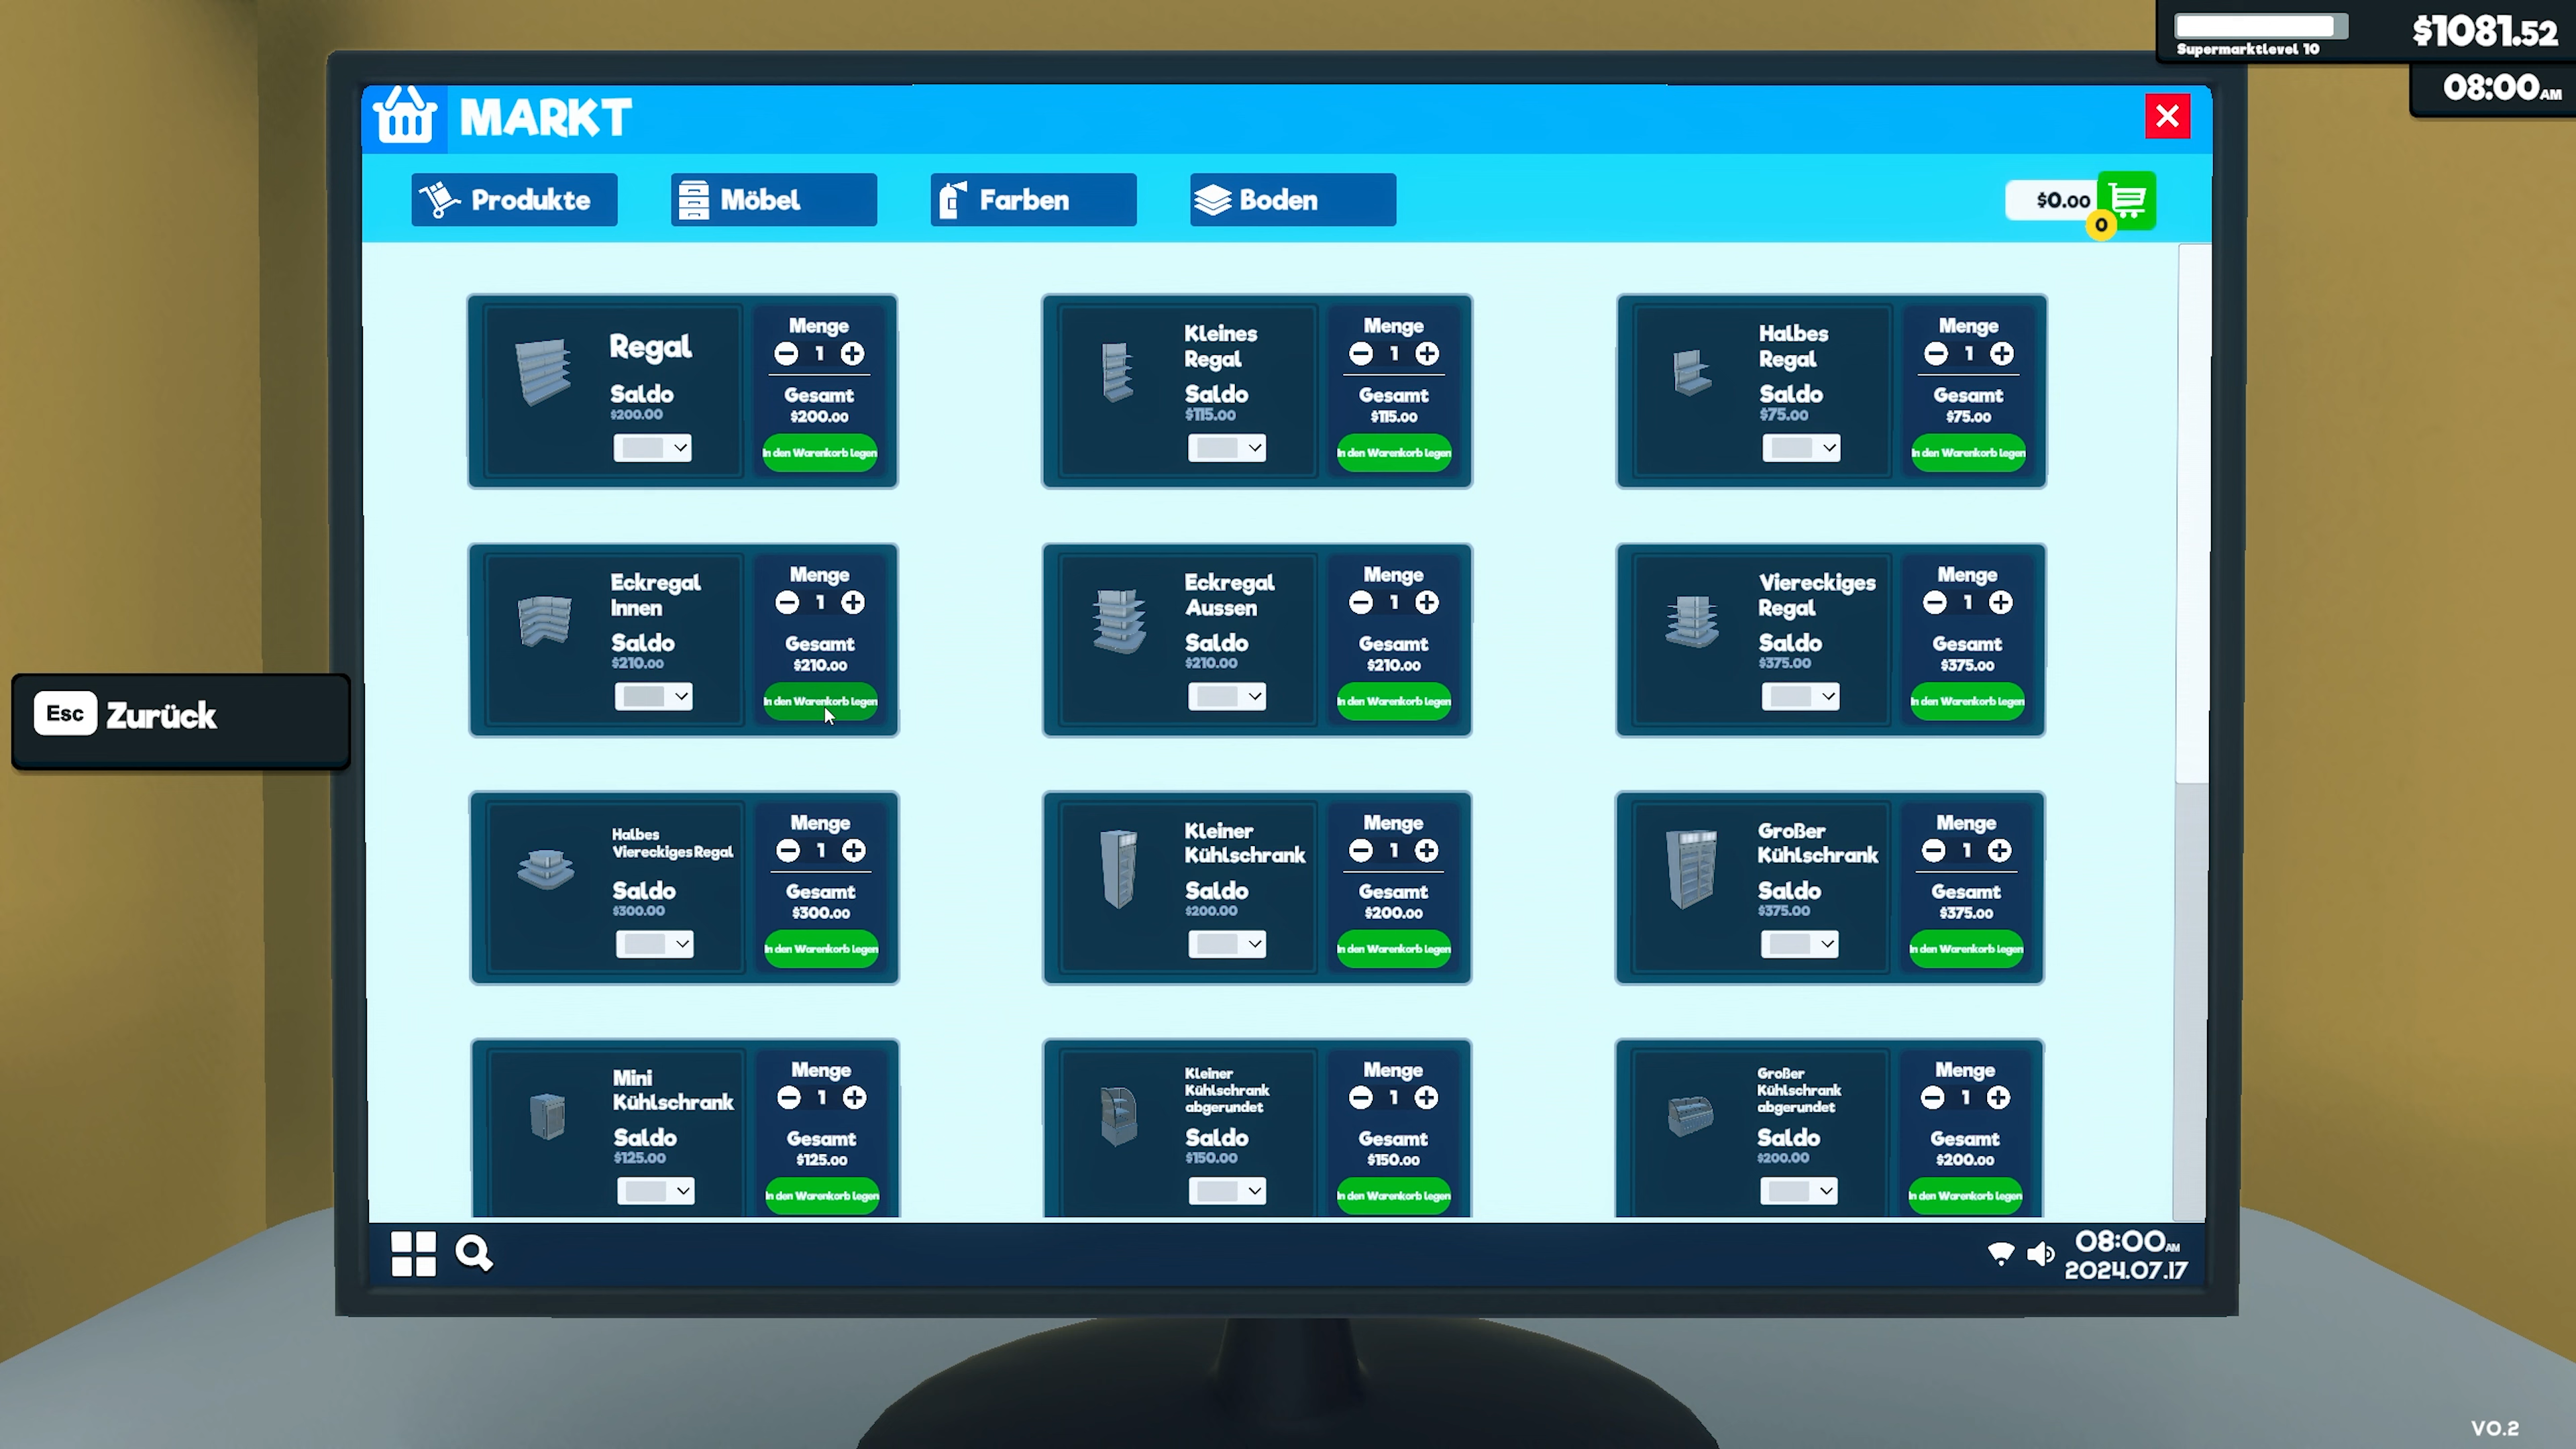 Supermarktlevel 10
$1081.52
08:00AM
MARKT
Produkte
Möbel
Farben
Boden
$0.00
0
Regal
Saldo
$200.00
Menge
1
Gesamt
$200.00
In den Warenkorb legen
Kleines
Regal
Saldo
$115.00
Menge
1
Gesamt
$115.00
In den Warenkorb legen
Halbes
Regal
Saldo
$75.00
Menge
1
Gesamt
$75.00
In den Warenkorb legen
Eckregal
Innen
Saldo
$210.00
Menge
1
Gesamt
$210.00
In den Warenkorb legen
Eckregal
Aussen
Saldo
$210.00
Menge
1
Gesamt
$210.00
In den Warenkorb legen
Viereckiges
Regal
Saldo
$375.00
Menge
1
Gesamt
$375.00
In den Warenkorb legen
Esc Zurück
Halbes
Viereckiges Regal
Saldo
$300.00
Menge
1
Gesamt
$300.00
In den Warenkorb legen
Kleiner
Kühlschrank
Saldo
$200.00
Menge
1
Gesamt
$200.00
In den Warenkorb legen
Großer
Kühlschrank
Saldo
$375.00
Menge
1
Gesamt
$375.00
In den Warenkorb legen
Mini
Kühlschrank
Saldo
$125.00
Menge
1
Gesamt
$125.00
In den Warenkorb legen
Kleiner
Kühlschrank
abgerundet
Saldo
$150.00
Menge
1
Gesamt
$150.00
In den Warenkorb legen
Großer
Kühlschrank
abgerundet
Saldo
$200.00
Menge
1
Gesamt
$200.00
In den Warenkorb legen
08:00AM
2024.07.17
V0.2